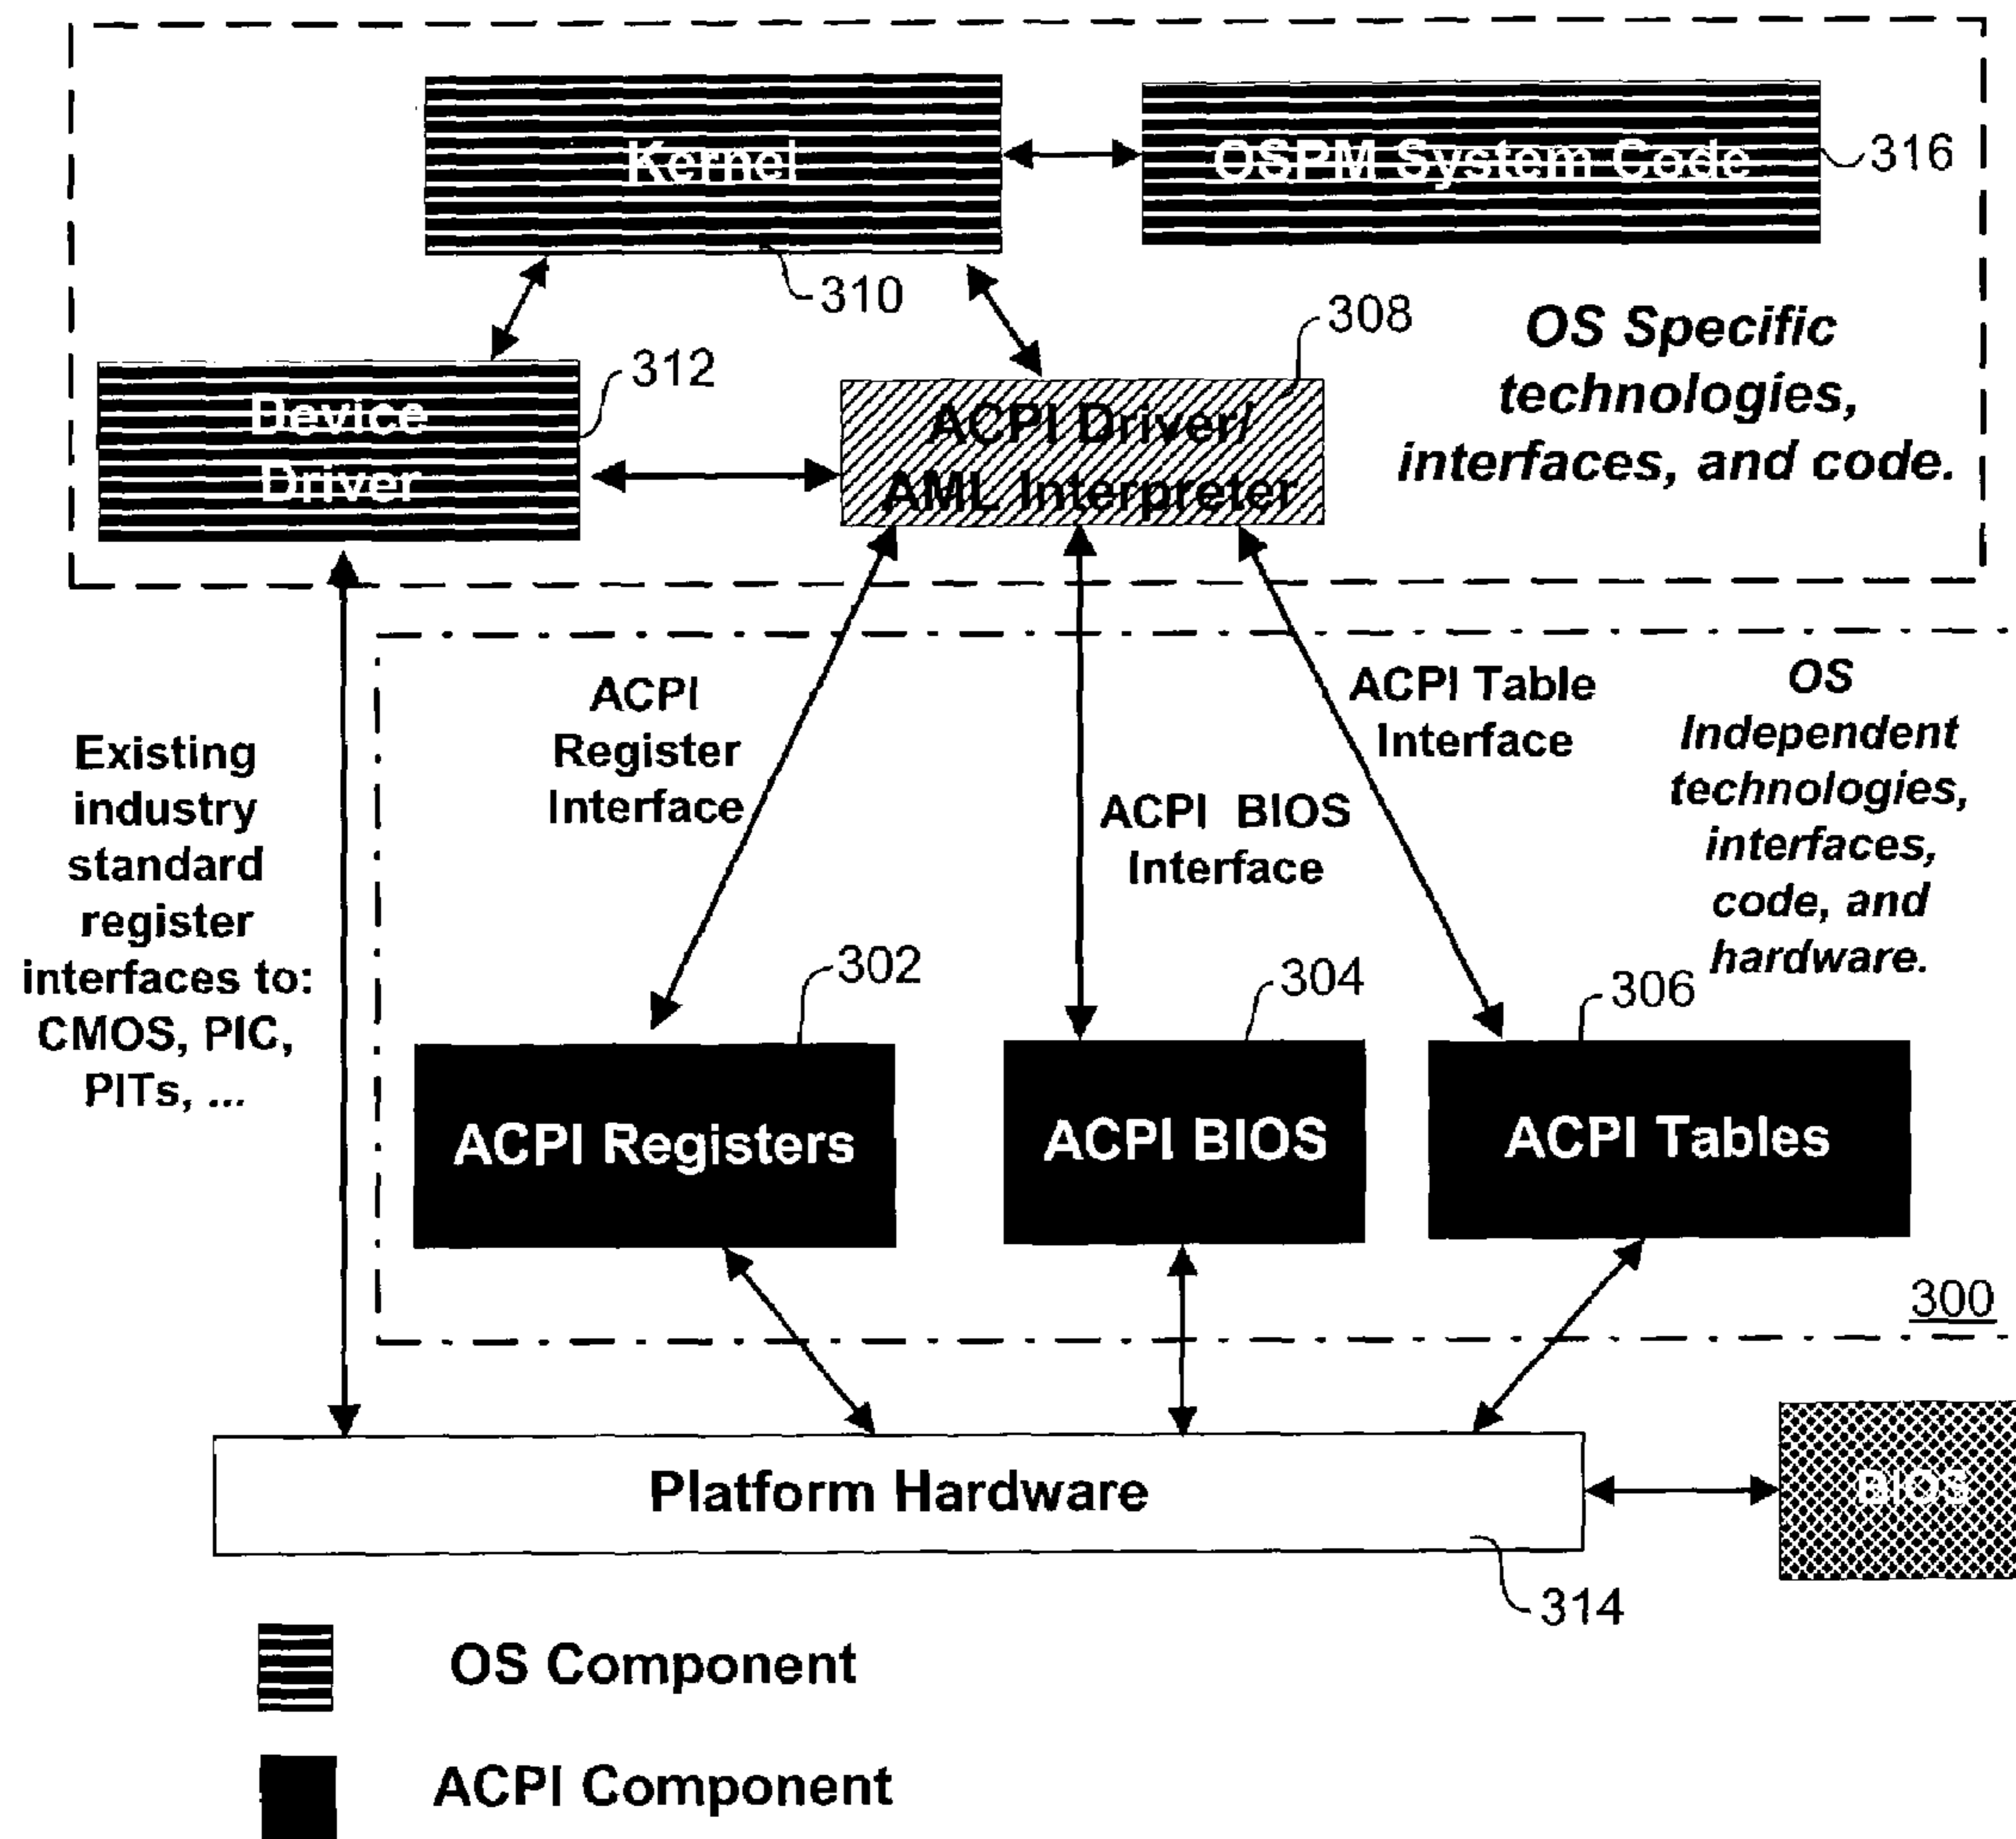 Kernel
OSPM System Code
316
310
308
OS Specific
technologies,
interfaces, and code.
312
Device
Driver
ACPI Driver/
AML Interpreter
Existing
industry
standard
register
interfaces to:
CMOS, PIC,
PITs, ...
ACPI
Register
Interface
ACPI BIOS
Interface
ACPI Table
Interface
OS
Independent
technologies,
interfaces,
code, and
hardware.
302
304
306
ACPI Registers
ACPI BIOS
ACPI Tables
300
Platform Hardware
BIOS
314
OS Component
ACPI Component